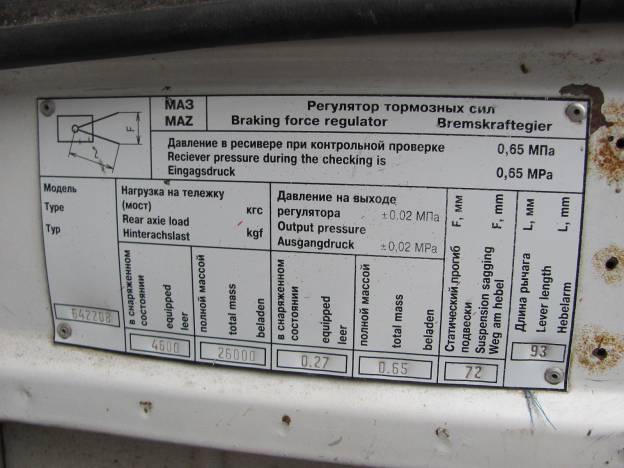 МАЗ
MAZ
Регулятор тормозных сил
Braking force regulator Bremskraftegier
F
L
Давление в ресивере при контрольной проверке 0,65 МПа
Reciever pressure during the checking is
Eingagsdruck 0,65 MPa
Модель
Type
Typ
642208
Нагрузка на тележку
(мост) кгс
Rear axie load
Hinterachslast kgf
Давление на выходе
регулятора ±0.02 МПа
Output pressure
Ausgangdruck ±0,02 MPa
в снаряженном
состоянии
equipped
leer
4600
полной массой
total mass
beladen
26000
в снаряженном
состоянии
equipped
leer
0.27
полной массой
total mass
beladen
0.65
Статический прогиб F, мм
подвески
Suspension sagging F, mm
Weg am hebel
72
Длина рычага L, мм
Lever length
Hebelarm L, mm
93